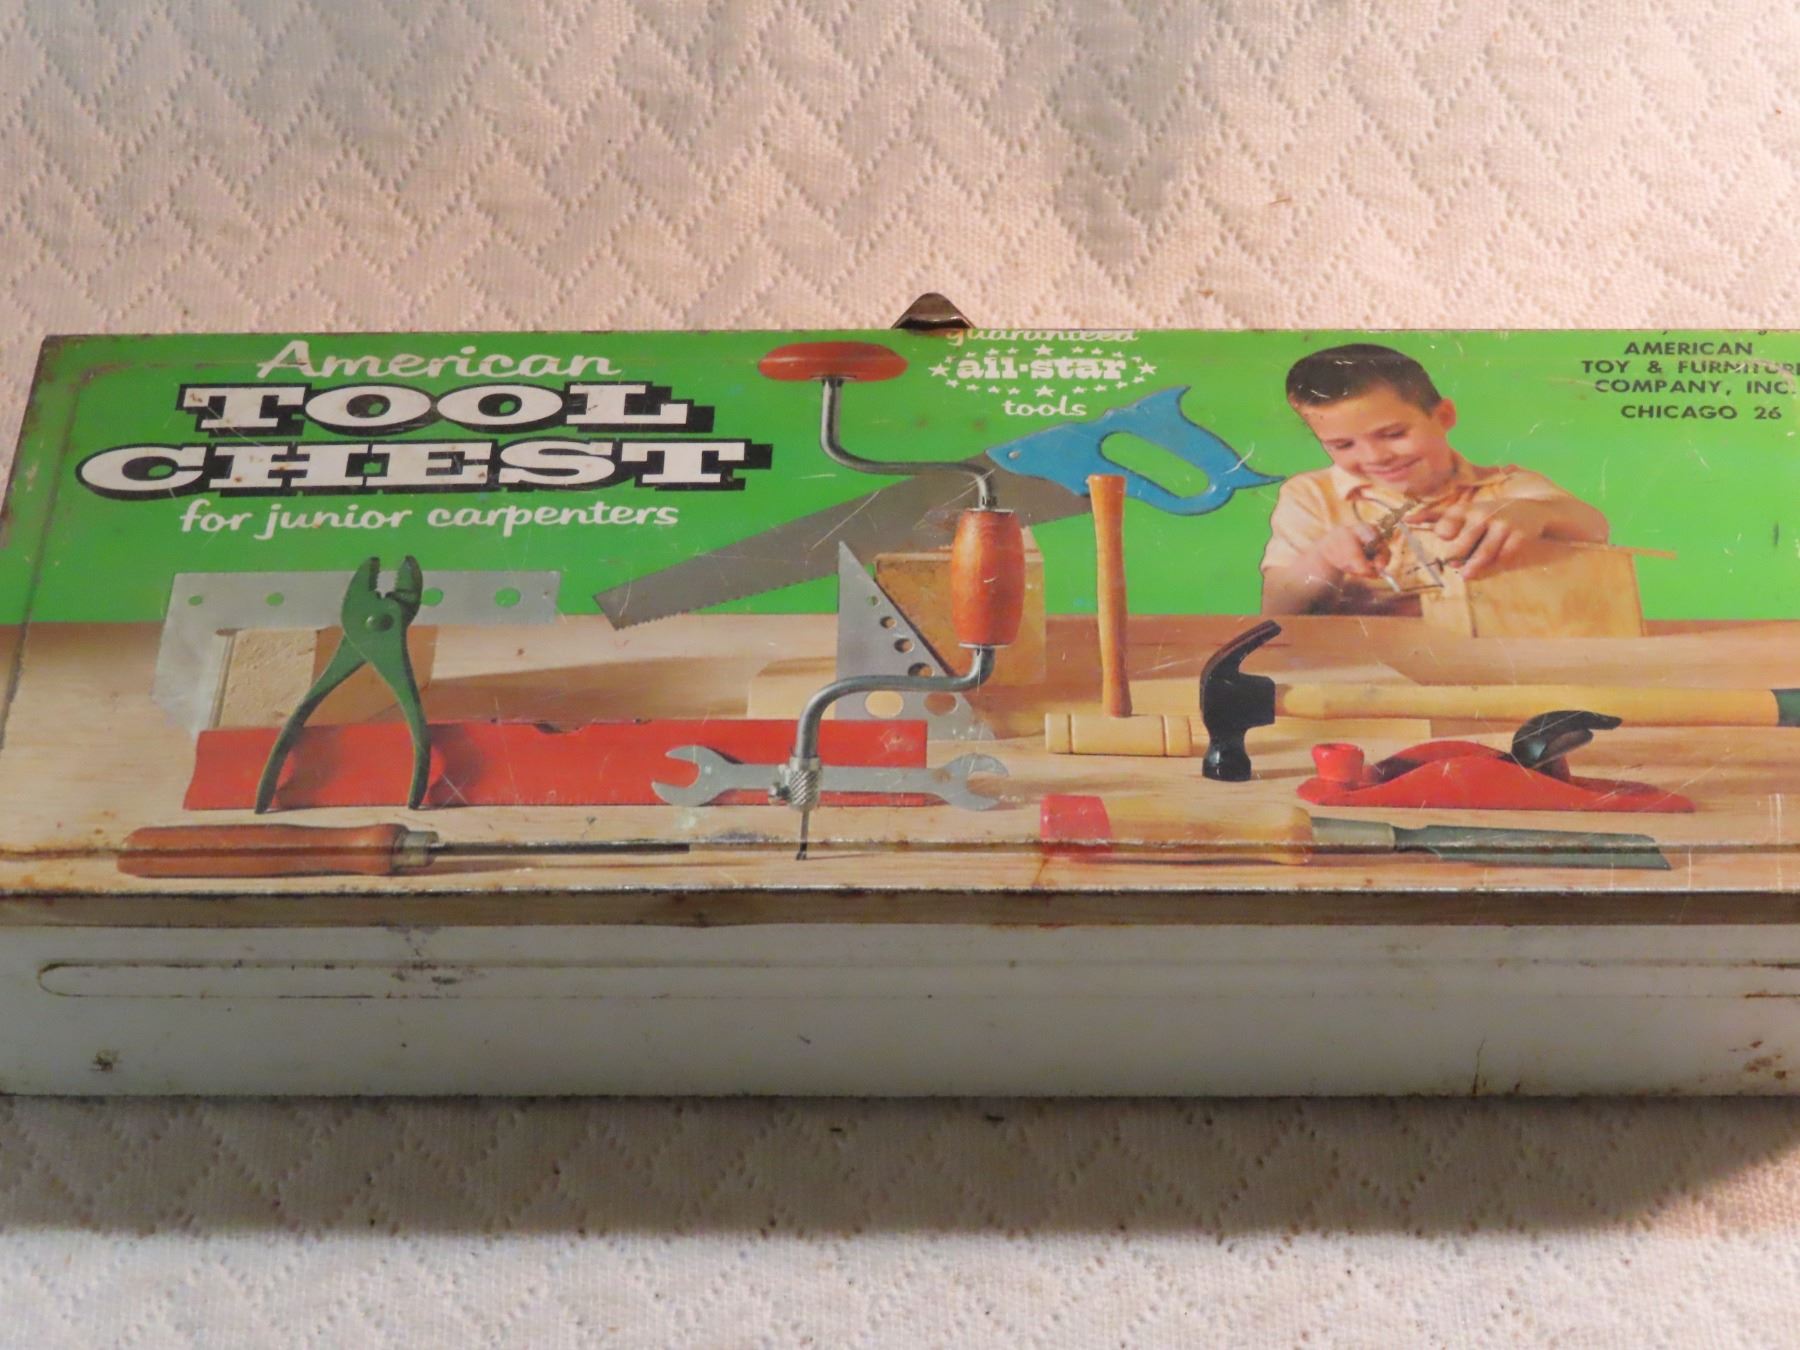 American
TOOL
CHEST
for junior carpenters
guaranteed
all·star
tools
AMERICAN
TOY & FURNITURE
COMPANY, INC.
CHICAGO 26